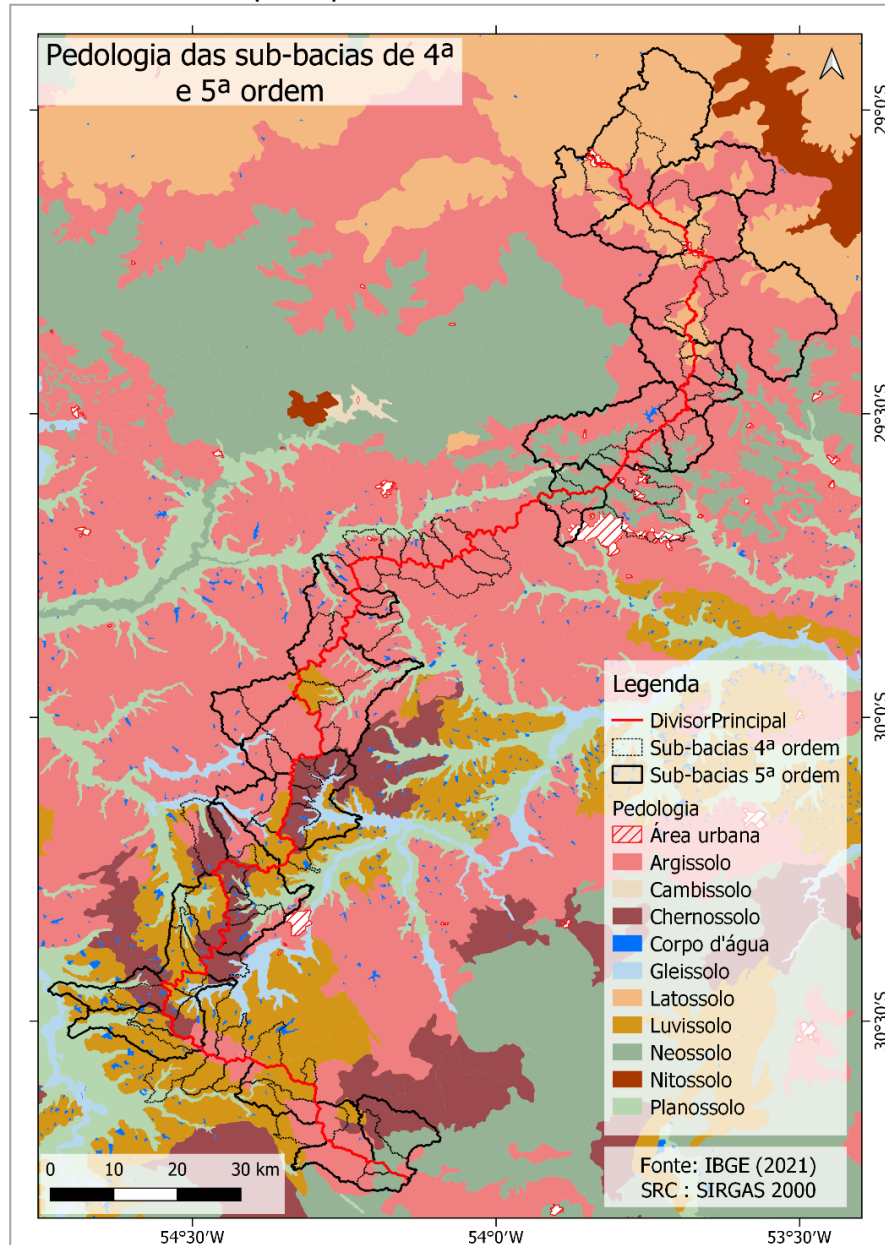 Pedologia das sub-bacias de 4ª
e 5ª ordem
29°0′S
29°30′S
30°0′S
30°30′S
Legenda
DivisorPrincipal
Sub-bacias 4ª ordem
Sub-bacias 5ª ordem
Pedologia
Área urbana
Argissolo
Cambissolo
Chernossolo
Corpo d'água
Gleissolo
Latossolo
Luvissolo
Neossolo
Nitossolo
Planossolo
0 10 20 30 km
Fonte: IBGE (2021)
SRC : SIRGAS 2000
54°30′W 54°0′W 53°30′W